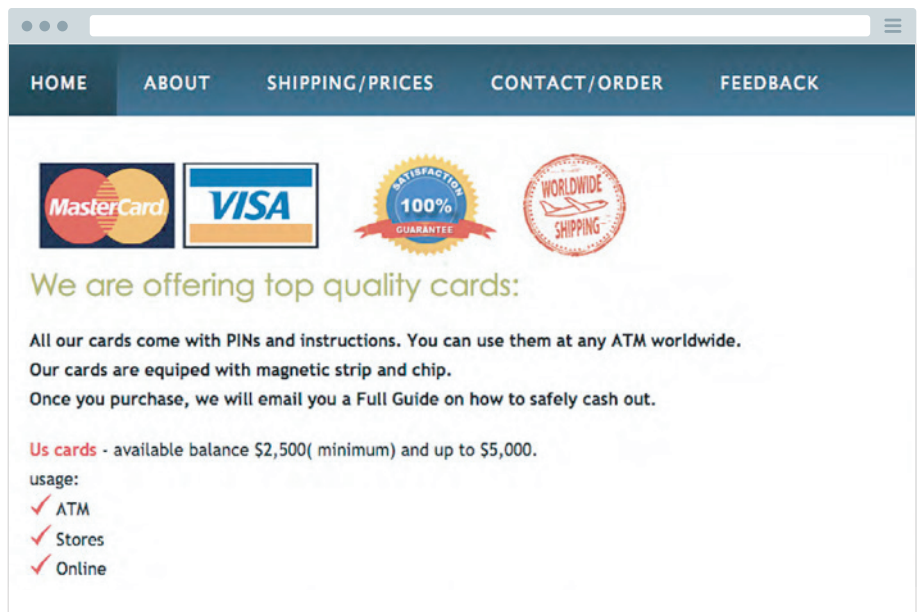 HOME ABOUT SHIPPING/PRICES CONTACT/ORDER FEEDBACK
MasterCard VISA
SATISFACTION
100%
GUARANTEE
WORLDWIDE
SHIPPING
We are offering top quality cards:
All our cards come with PINs and instructions. You can use them at any ATM worldwide.
Our cards are equiped with magnetic strip and chip.
Once you purchase, we will email you a Full Guide on how to safely cash out.
Us cards - available balance $2,500( minimum) and up to $5,000.
usage:
ATM
Stores
Online